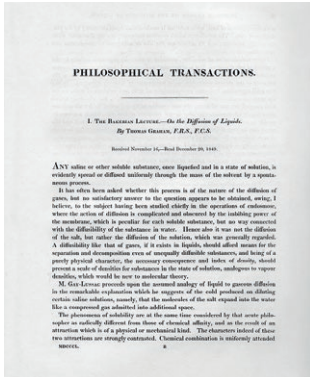 PHILOSOPHICAL TRANSACTIONS.
I. THE BAKERIAN LECTURE.—On the Diffusion of Liquids.
By THOMAS GRAHAM, F.R.S., F.C.S.
Received November 16,—Read December 20, 1849.
ANY saline or other soluble substance, once liquefied and in a state of solution, is
evidently spread or diffused uniformly through the mass of the solvent by a sponta-
neous process.
It has often been asked whether this process is of the nature of the diffusion of
gases, but no satisfactory answer to the question appears to be obtained, owing, I
believe, to the subject having been studied chiefly in the operations of endosmose,
where the action of diffusion is complicated and obscured by the imbibing power of
the membrane, which is peculiar for each soluble substance, but no way connected
with the diffusibility of the substance in water. Hence also it was not the diffusion
of the salt, but rather the diffusion of the solution, which was generally regarded.
A diffusibility like that of gases, if it exists in liquids, should afford means for the
separation and decomposition even of unequally diffusible substances, and being of a
purely physical character, the necessary consequence and index of density, should
present a scale of densities for substances in the state of solution, analogous to vapour
densities, which would be new to molecular theory.
M. GAY-LUSSAC proceeds upon the assumed analogy of liquid to gaseous diffusion
in the remarkable explanation which he suggests of the cold produced on diluting
certain saline solutions, namely, that the molecules of the salt expand into the water
like a compressed gas admitted into additional space.
The phenomena of solubility are at the same time considered by that acute philo-
sopher as radically different from those of chemical affinity, and as the result of an
attraction which is of a physical or mechanical kind. The characters indeed of these
two attractions are strongly contrasted. Chemical combination is uniformly attended
MDCCCL.